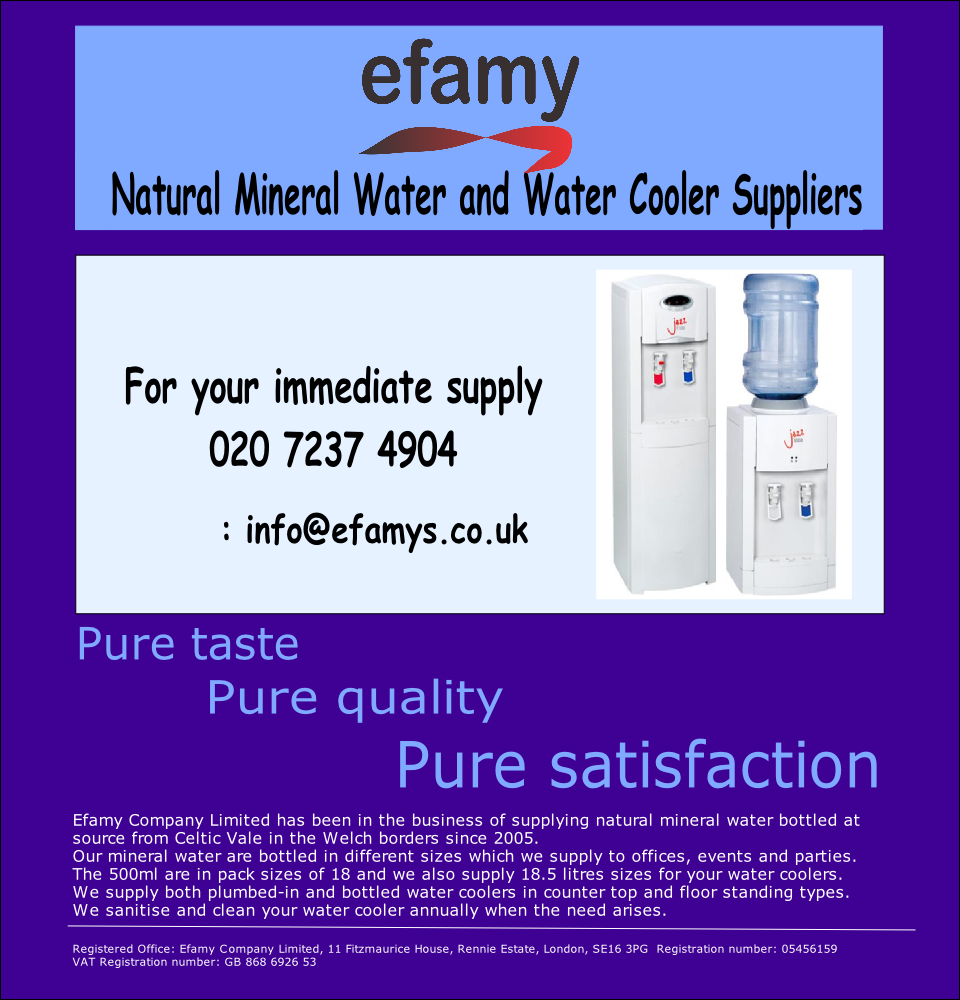 efamy
Natural Mineral Water and Water Cooler Suppliers
For your immediate supply
020 7237 4904
: info@efamys.co.uk
jazz
jazz
Pure taste
Pure quality
Pure satisfaction
Efamy Company Limited has been in the business of supplying natural mineral water bottled at
source from Celtic Vale in the Welch borders since 2005.
Our mineral water are bottled in different sizes which we supply to offices, events and parties.
The 500ml are in pack sizes of 18 and we also supply 18.5 litres sizes for your water coolers.
We supply both plumbed-in and bottled water coolers in counter top and floor standing types.
We sanitise and clean your water cooler annually when the need arises.
Registered Office: Efamy Company Limited, 11 Fitzmaurice House, Rennie Estate, London, SE16 3PG  Registration number: 05456159
VAT Registration number: GB 868 6926 53